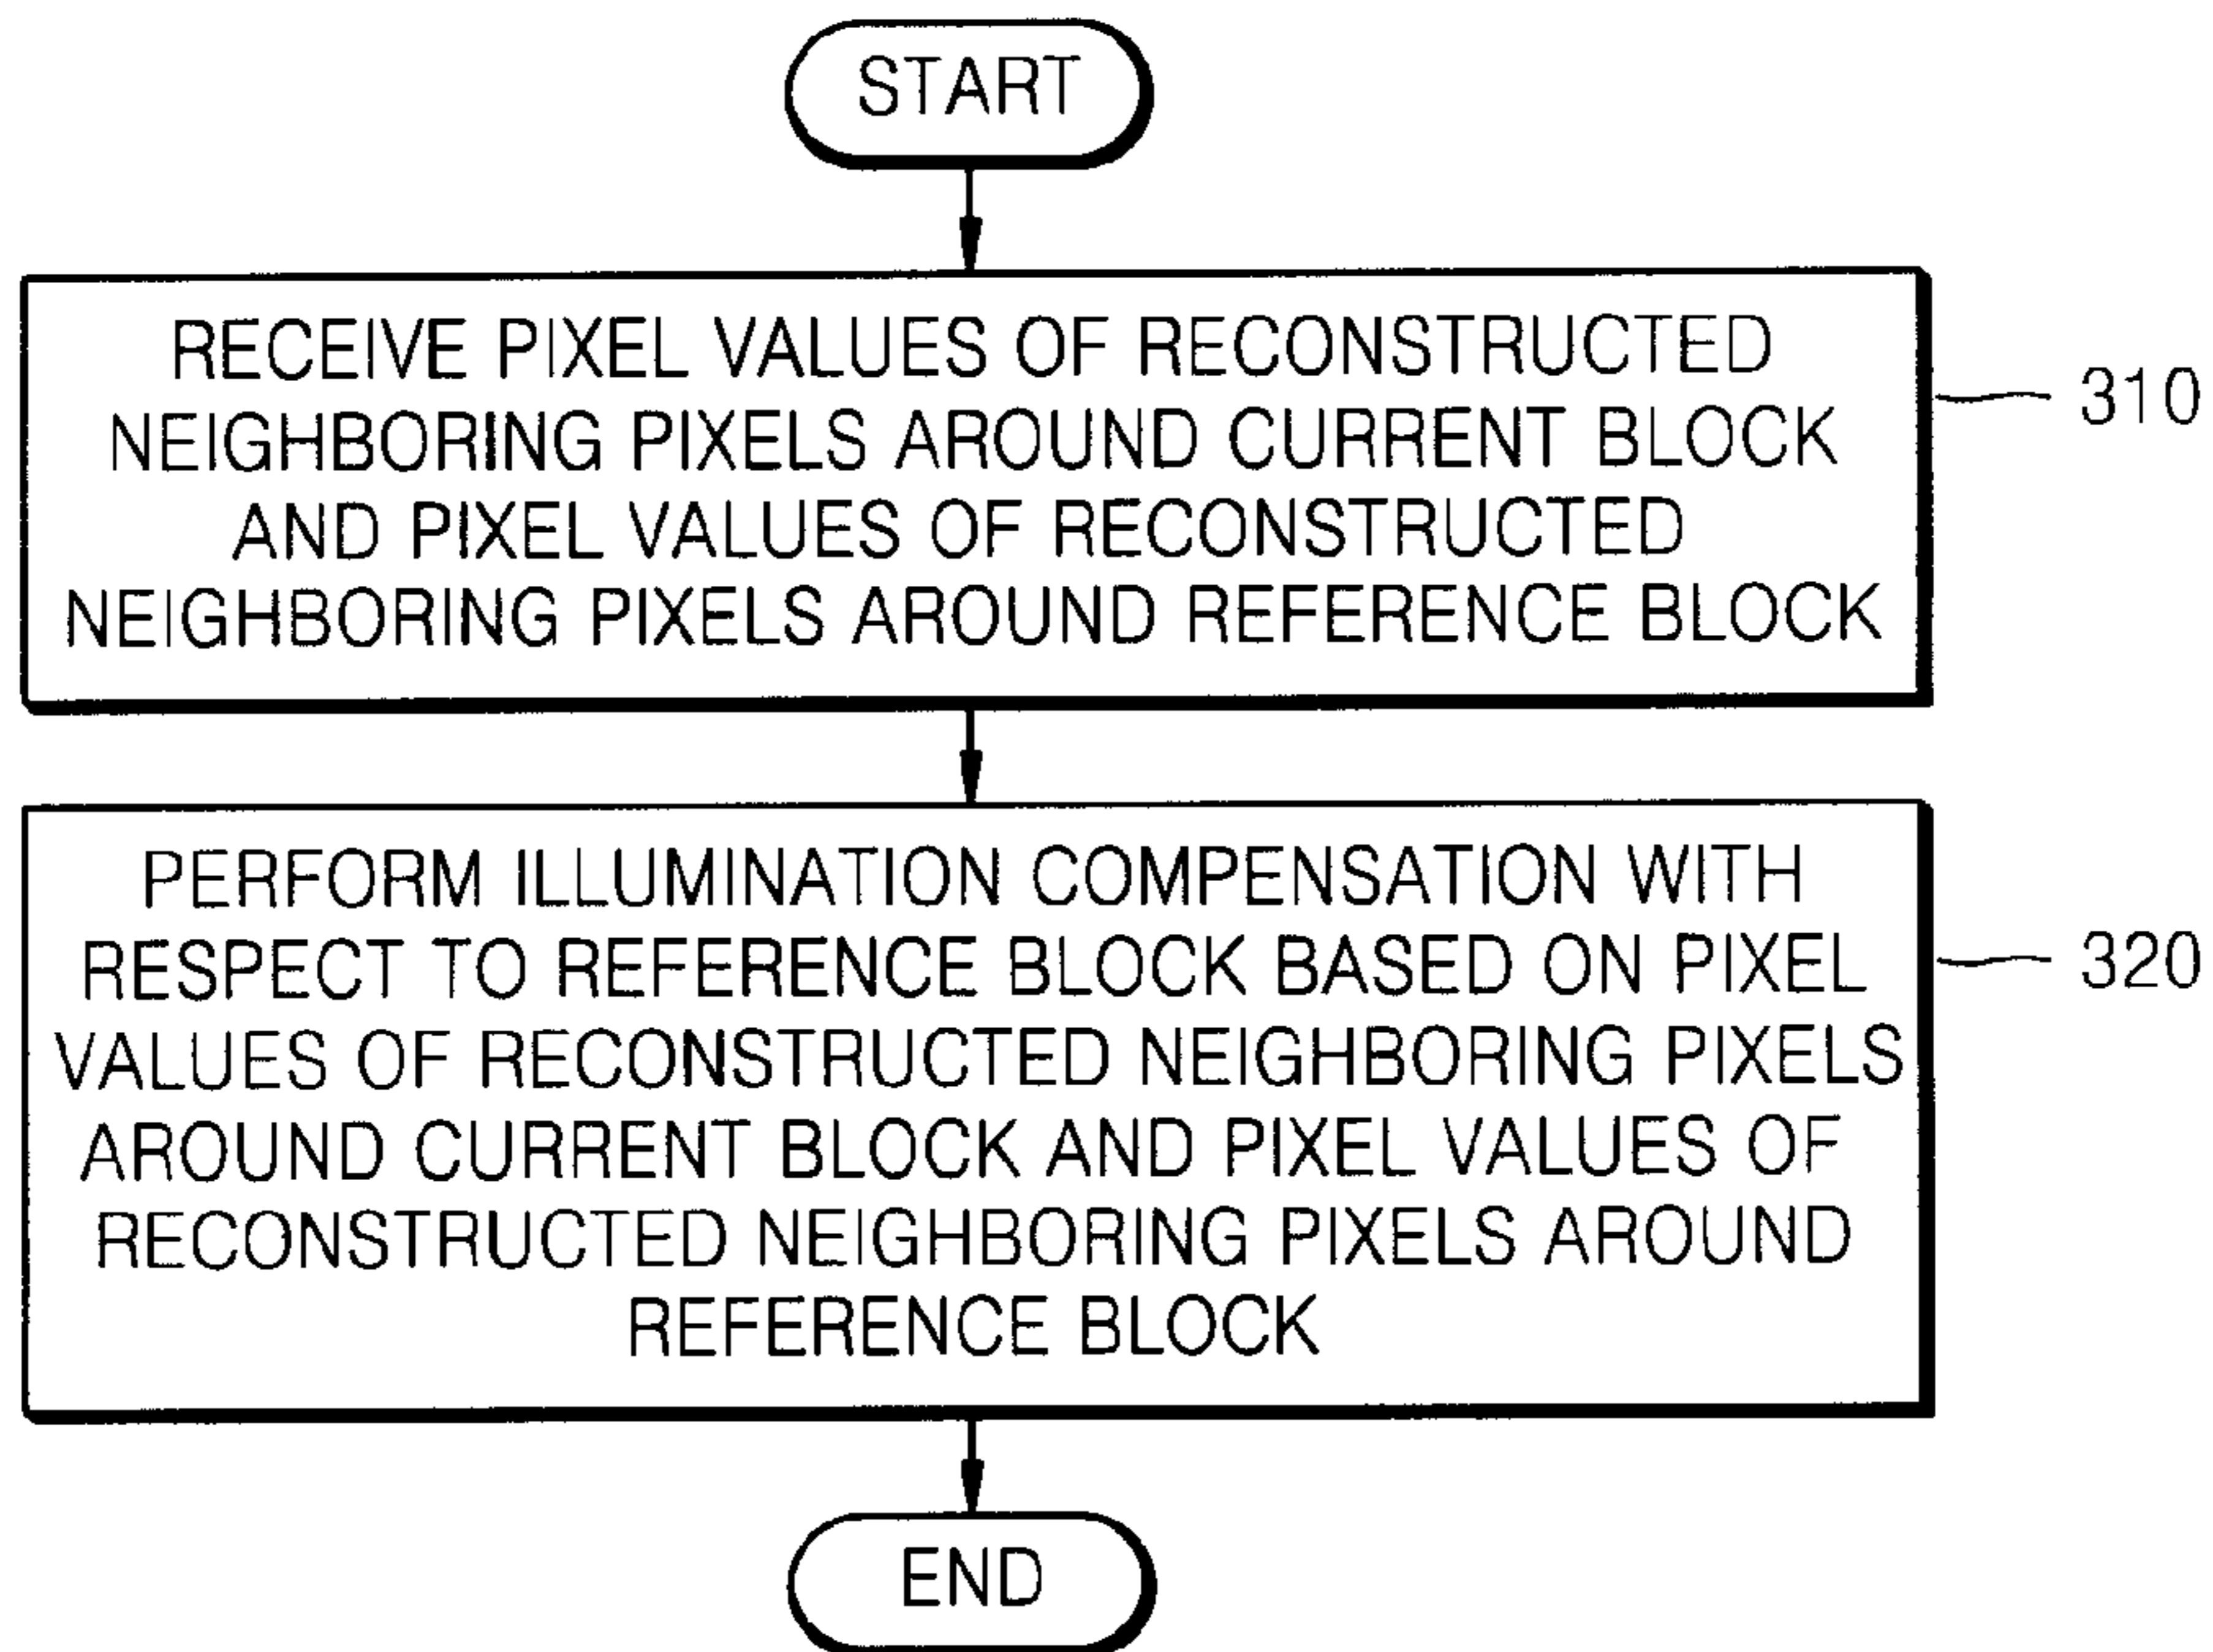 START
RECEIVE PIXEL VALUES OF RECONSTRUCTED
NEIGHBORING PIXELS AROUND CURRENT BLOCK
AND PIXEL VALUES OF RECONSTRUCTED
NEIGHBORING PIXELS AROUND REFERENCE BLOCK
310
PERFORM ILLUMINATION COMPENSATION WITH
RESPECT TO REFERENCE BLOCK BASED ON PIXEL
VALUES OF RECONSTRUCTED NEIGHBORING PIXELS
AROUND CURRENT BLOCK AND PIXEL VALUES OF
RECONSTRUCTED NEIGHBORING PIXELS AROUND
REFERENCE BLOCK
320
END